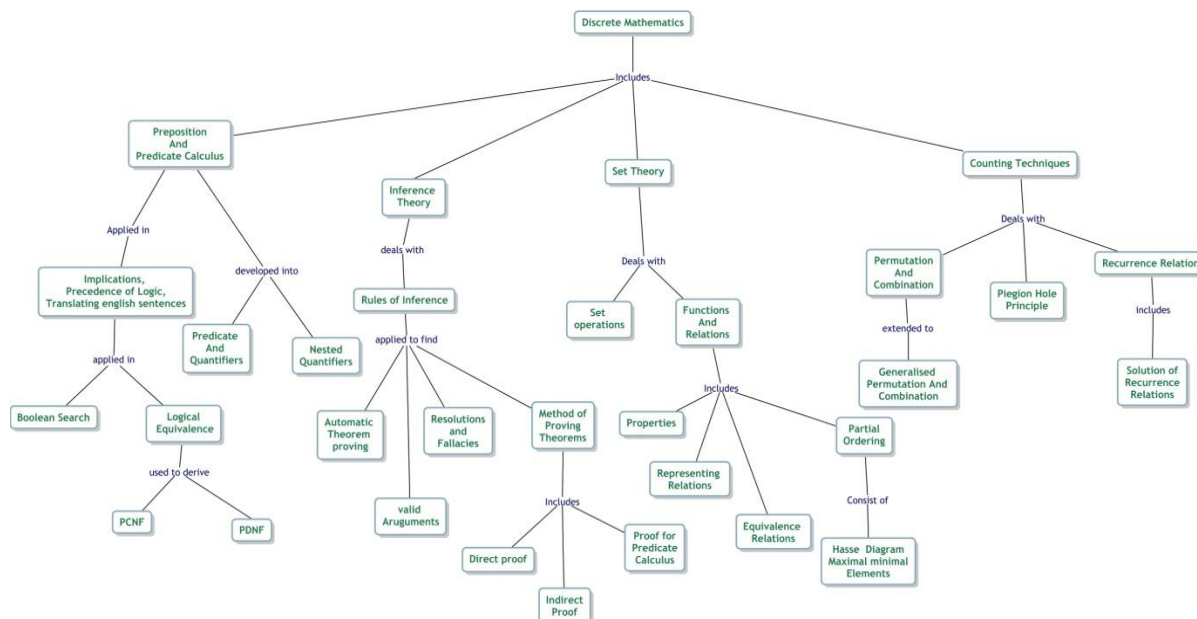 Discrete Mathematics
Includes
Preposition
And
Predicate Calculus
Inference
Theory
Set Theory
Counting Techniques
Applied in
deals with
Deals with
Deals with
developed into
Implications,
Precedence of Logic,
Translating english sentences
Rules of Inference
Set
operations
Functions
And
Relations
Permutation
And
Combination
Piegion Hole
Principle
Recurrence Relation
applied in
Predicate
And
Quantifiers
Nested
Quantifiers
applied to find
extended to
includes
Generalised
Permutation And
Combination
Solution of
Recurrence
Relations
Boolean Search
Logical
Equivalence
Automatic
Theorem
proving
Resolutions
and
Fallacies
Method of
Proving
Theorems
Includes
Properties
Partial
Ordering
used to derive
Representing
Relations
Consist of
PCNF
PDNF
valid
Aruguments
Includes
Equivalence
Relations
Direct proof
Proof for
Predicate
Calculus
Hasse Diagram
Maximal minimal
Elements
Indirect
Proof